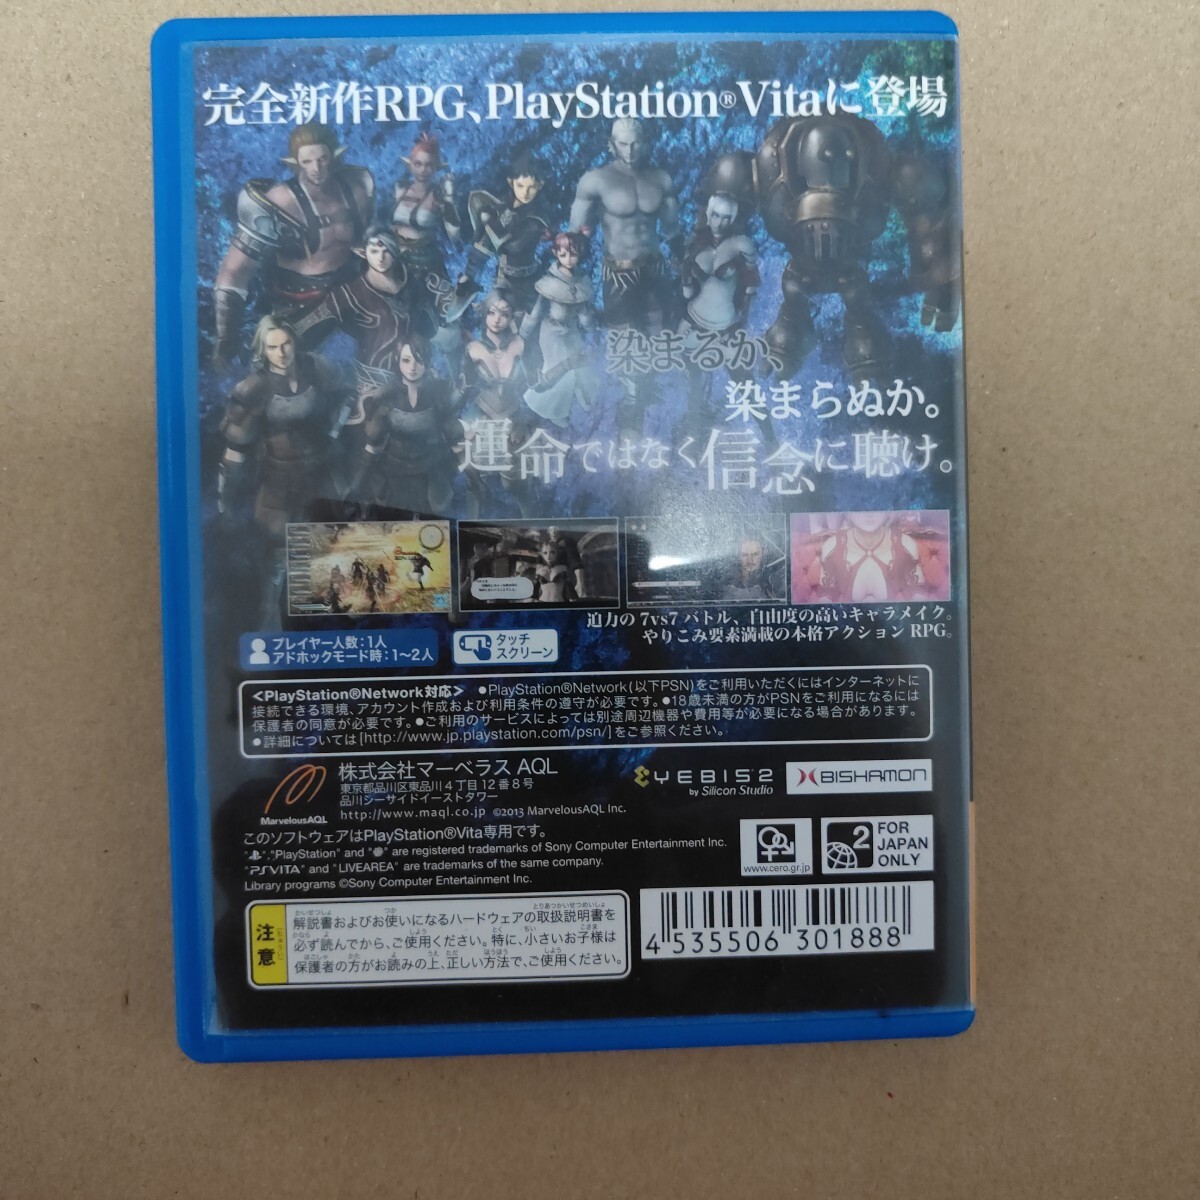 完全新作RPG、PlayStation®Vitaに登場
染まるか、
染まらぬか。
運命ではなく信念に聴け。
迫力の7vs7バトル、自由度の高いキャラメイク。
やりこみ要素満載の本格アクションRPG。
プレイヤー人数:1人
アドホックモード時:1~2人
タッチ
スクリーン
<PlayStation®Network対応> ●PlayStation®Network(以下PSN)をご利用いただくにはインターネットに
接続できる環境、アカウント作成および利用条件の遵守が必要です。●18歳未満の方がPSNをご利用になるには
保護者の同意が必要です。●ご利用のサービスによっては別途周辺機器や費用等が必要になる場合があります。
●詳細については[http://www.jp.playstation.com/psn/]をご参照ください。
MarvelousAQL
株式会社マーベラス AQL
東京都品川区東品川4丁目12番8号
品川シーサイドイーストタワー
http://www.maql.co.jp ©2013 MarvelousAQL Inc.
YEBIS 2
by Silicon Studio
BISHAMON
このソフトウェアはPlayStation®Vita専用です。
"PlayStation" and " " are registered trademarks of Sony Computer Entertainment Inc.
"PSVITA" and "LIVEAREA" are trademarks of the same company.
Library programs ©Sony Computer Entertainment Inc.
www.cero.gr.jp
2
FOR
JAPAN
ONLY
注意
解説書およびお使いになるハードウェアの取扱説明書を
必ず読んでから、ご使用ください。特に、小さいお子様は
保護者の方がお読みの上、正しい方法で、ご使用ください。
4 535506 301888